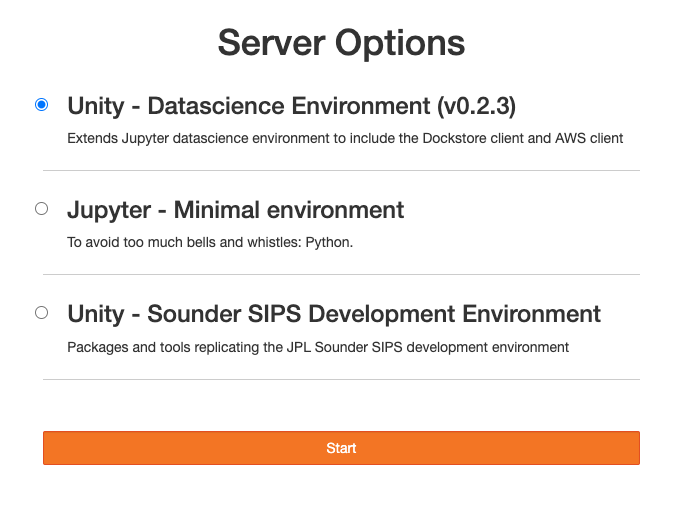 Server Options
Unity - Datascience Environment (v0.2.3)
Extends Jupyter datascience environment to include the Dockstore client and AWS client
Jupyter - Minimal environment
To avoid too much bells and whistles: Python.
Unity - Sounder SIPS Development Environment
Packages and tools replicating the JPL Sounder SIPS development environment
Start